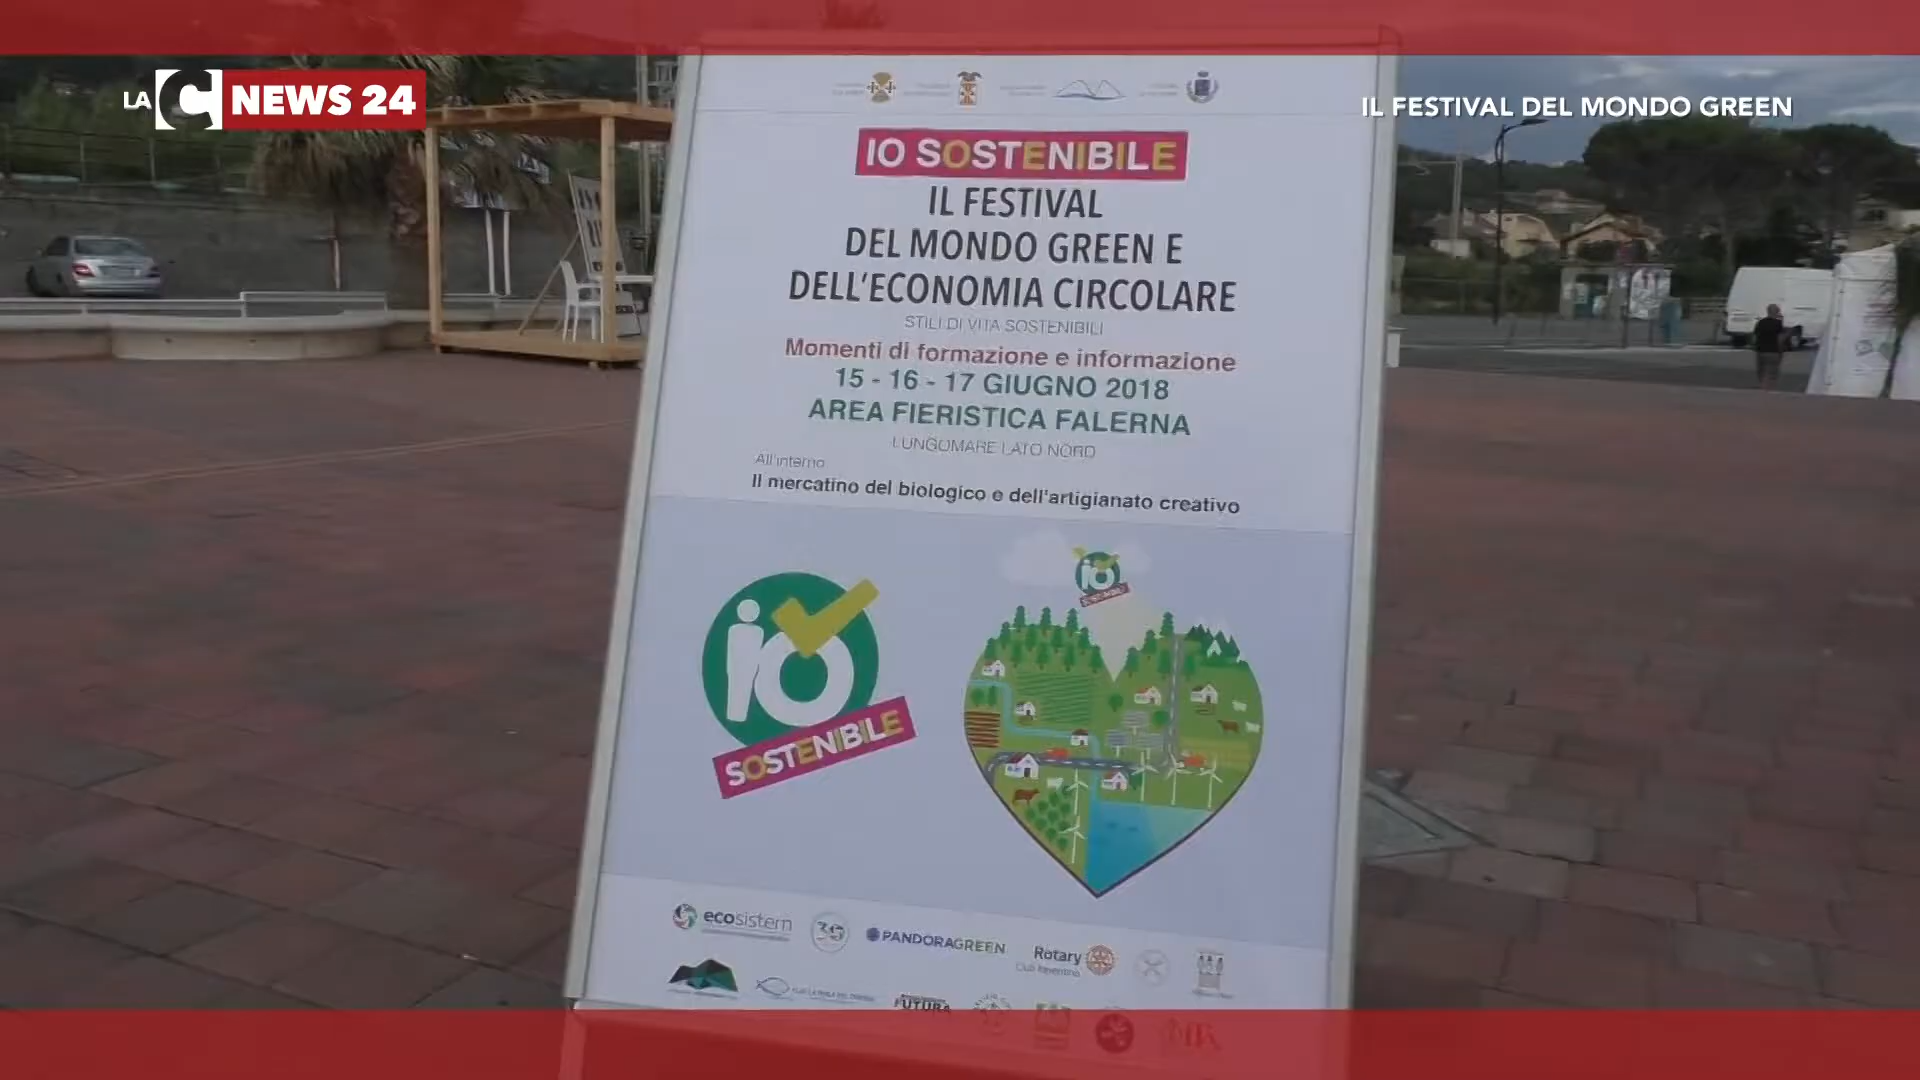 LA C NEWS 24
IL FESTIVAL DEL MONDO GREEN
IO SOSTENIBILE
IL FESTIVAL
DEL MONDO GREEN E
DELL'ECONOMIA CIRCOLARE
STILI DI VITA SOSTENIBILI
Momenti di formazione e informazione
15 - 16 - 17 GIUGNO 2018
AREA FIERISTICA FALERNA
LUNGOMARE LATO NORD
All'interno
Il mercatino del biologico e dell'artigianato creativo
iO
SOSTENIBILE
iO
ecosistem
PANDORAGREEN
Rotary
FUTURA